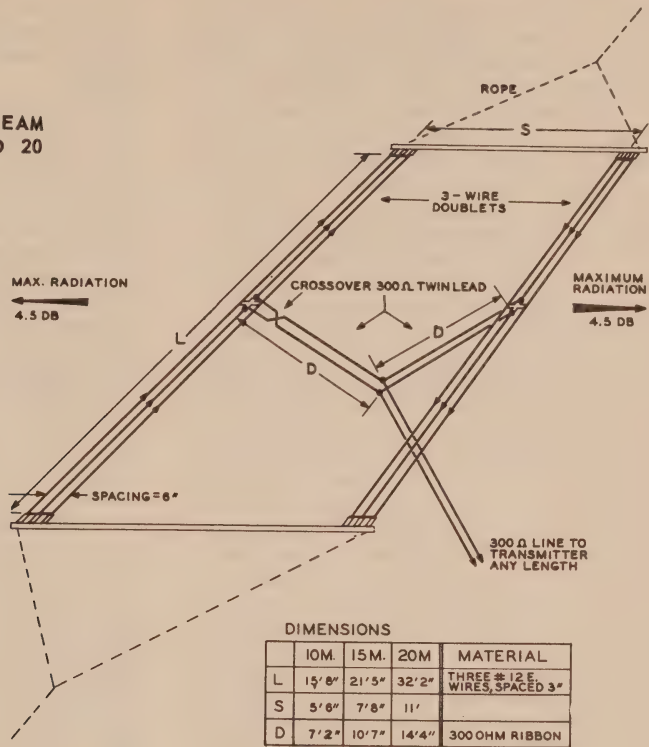 EAM
20
ROPE
S
3-WIRE
DOUBLETS
MAX. RADIATION
4.5 DB
CROSSOVER 300Ω TWIN LEAD
MAXIMUM
RADIATION
4.5 DB
L
D
D
SPACING=6"
300Ω LINE TO
TRANSMITTER
ANY LENGTH
DIMENSIONS
10M. 15M. 20M MATERIAL
L 15'8" 21'5" 32'2" THREE #12 E.
WIRES, SPACED 3"
S 5'6" 7'8" 11'
D 7'2" 10'7" 14'4" 300 OHM RIBBON